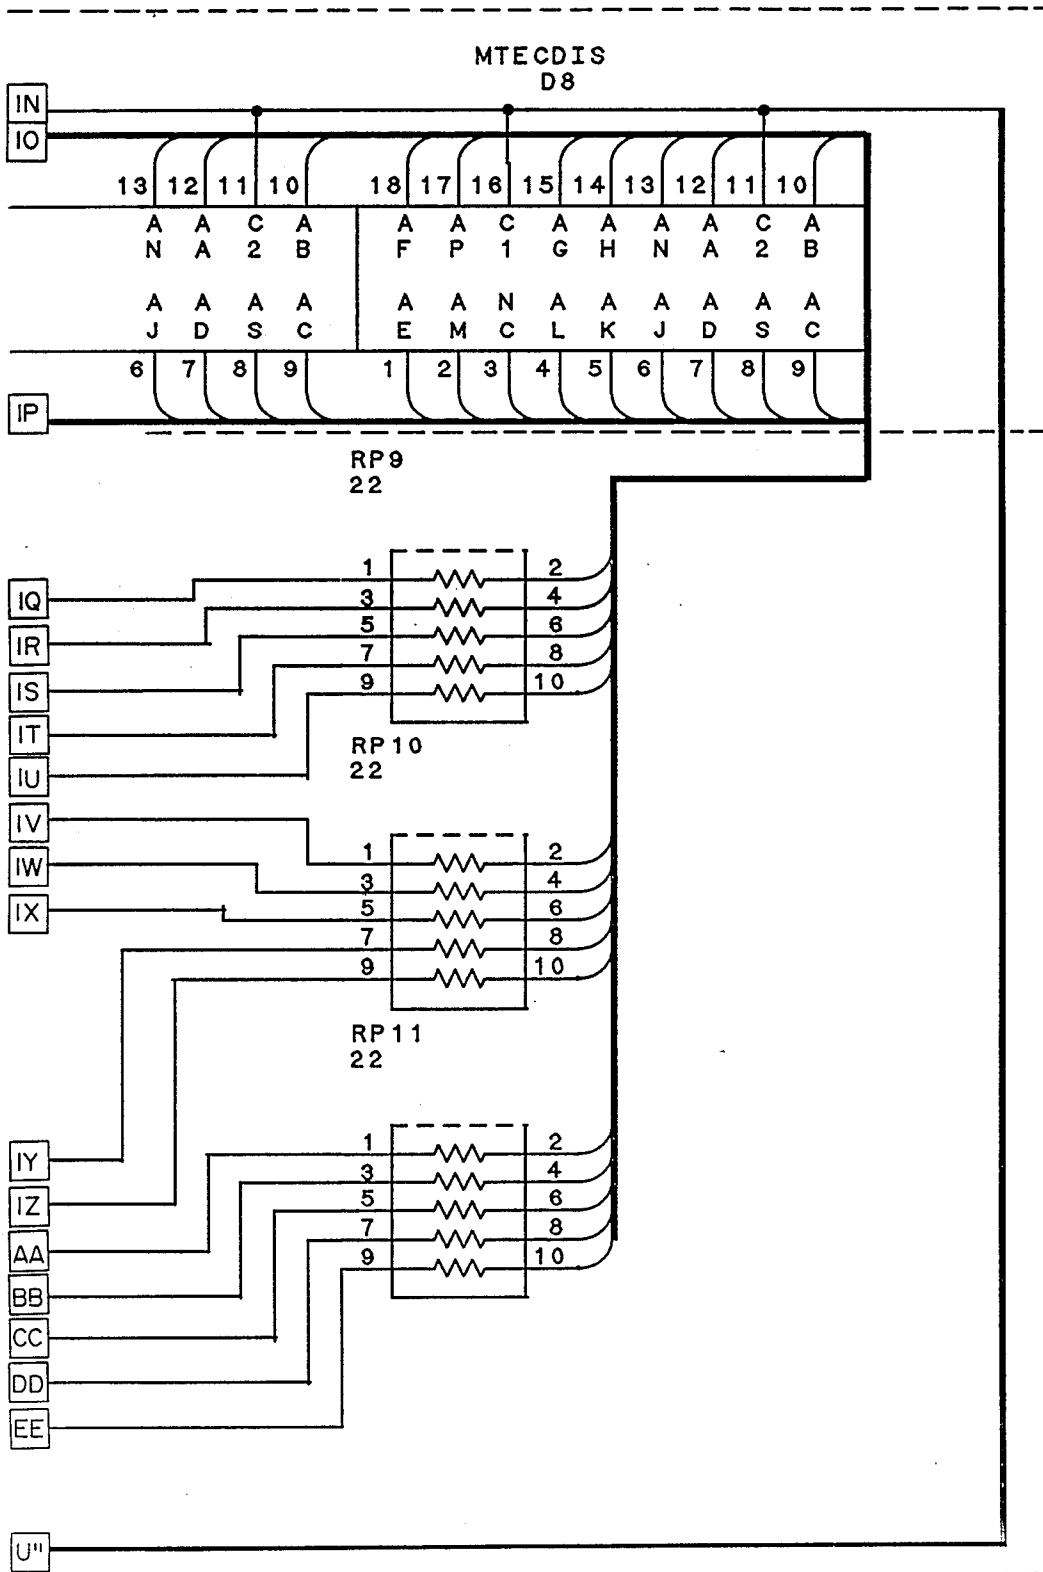 MTECDIS
D8
IN
IO
13 12 11 10 18 17 16 15 14 13 12 11 10
A A C A A A C A A A A C A
N A 2 B F P 1 G H N A 2 B
A A A A A A N A A A A A A
J D S C E M C L K J D S C
6 7 8 9 1 2 3 4 5 6 7 8 9
IP
RP9
22
1 2
IQ
3 4
5 6
IR
7 8
9 10
IS
IT
RP10
22
IU
IV
1 2
IW
3 4
IX
5 6
7 8
9 10
RP11
22
1 2
IY
3 4
5 6
IZ
7 8
AA
9 10
BB
CC
DD
EE
U"